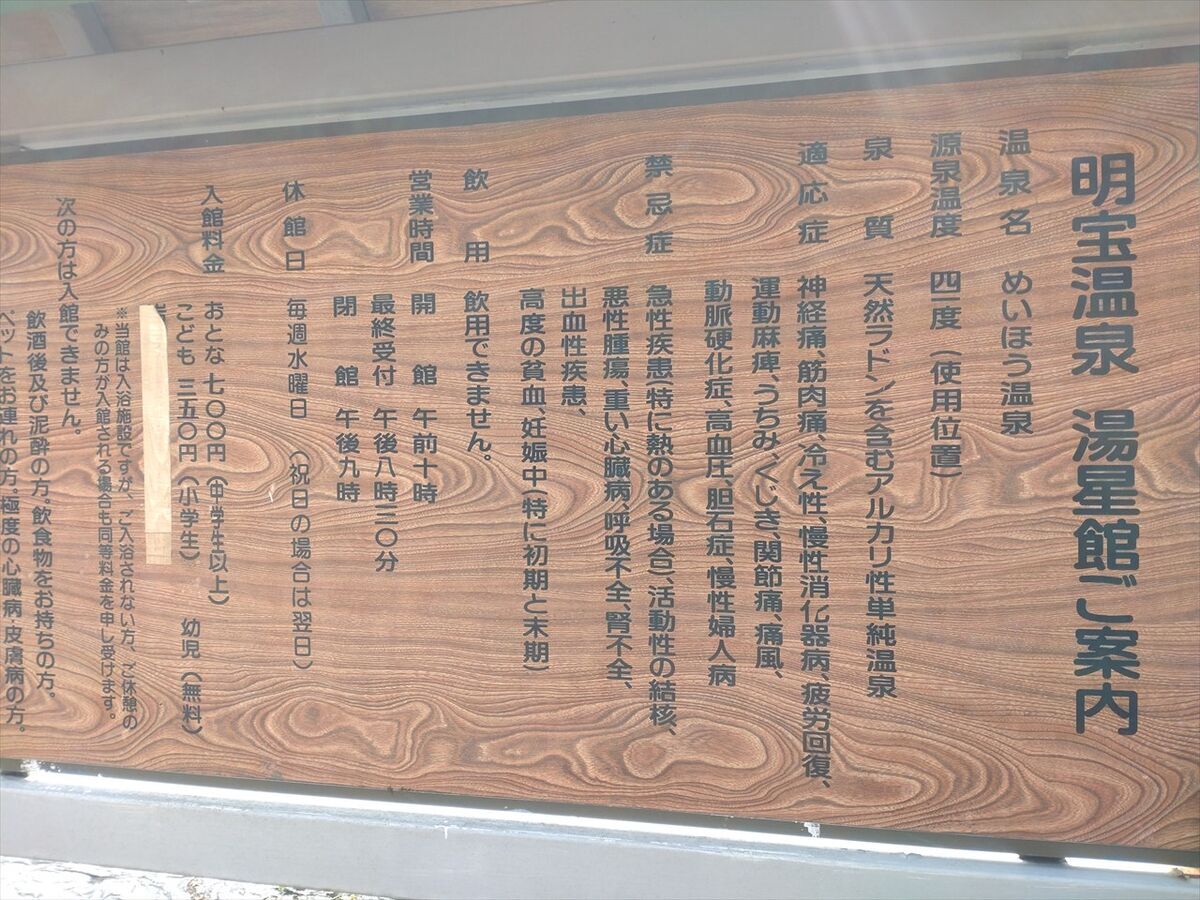 明宝温泉 湯星館ご案内
温泉名 めいほう温泉
源泉温度 四一度(使用位置)
泉質 天然ラドンを含むアルカリ性単純温泉
適応症 神経痛、筋肉痛、冷え性、慢性消化器病、疲労回復、
運動麻痺、うちみ、くじき、関節痛、痛風、
動脈硬化症、高血圧、胆石症、慢性婦人病
禁忌症 急性疾患(特に熱のある場合)、活動性の結核、
悪性腫瘍、重い心臓病、呼吸不全、腎不全、
出血性疾患、
高度の貧血、妊娠中(特に初期と末期)
飲用 飲用できません。
営業時間 開館 午前十時
最終受付 午後八時三〇分
閉館 午後九時
休館日 毎週水曜日 (祝日の場合は翌日)
入館料金 おとな 七〇〇円(中学生以上)
こども 三五〇円(小学生) 幼児(無料)
※当館は入浴施設ですが、ご入浴されない方、ご休憩の
みの方が入館される場合も同等料金を申し受けます。
次の方は入館できません。
飲酒後及び泥酔の方。飲食物をお持ちの方。
ペットをお連れの方。極度の心臓病・皮膚病の方。